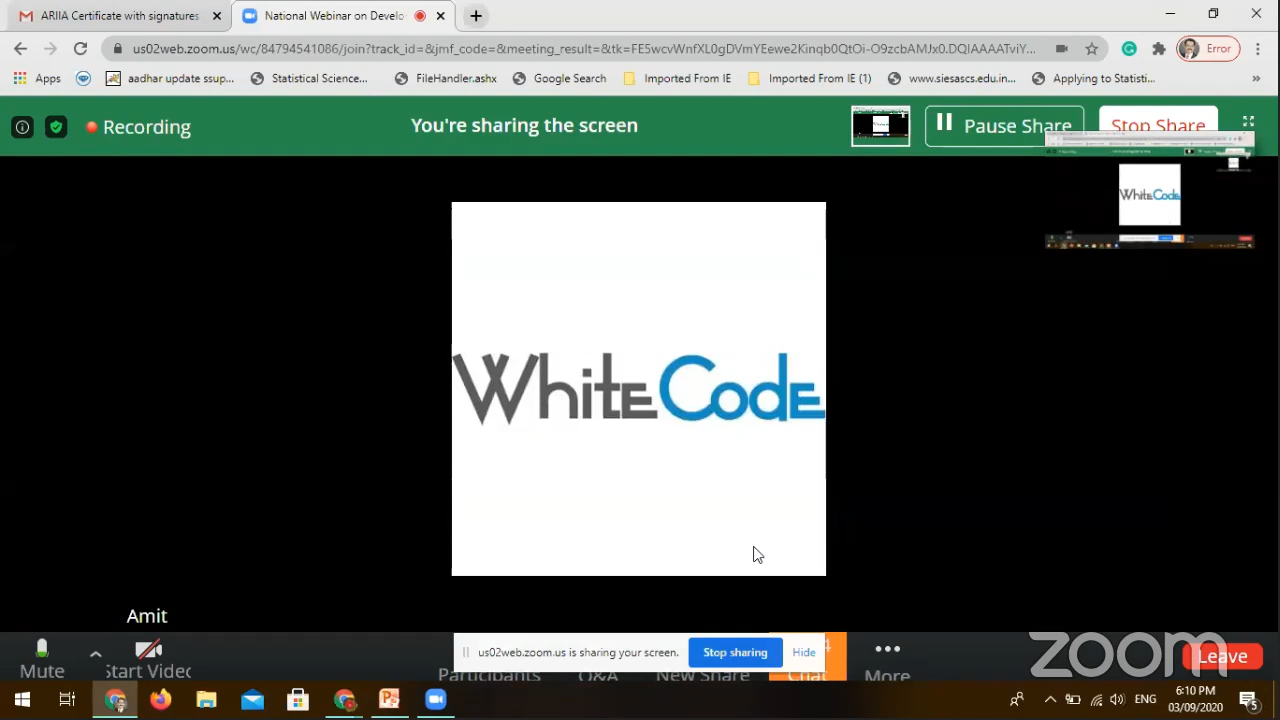 ARIIA Certificate with signatures
National Webinar on Develo
us02web.zoom.us/wc/84794541086/join?track_id=&jmf_code=&meeting_result=&tk=FE5wcvWnfXL0gDVmYEewe2Kinqb0QtOi-O9zcbAMJx0.DQIAAAATviY...
Error
Apps
aadhar update ssup...
Statistical Science...
FileHandler.ashx
Google Search
Imported From IE
Imported From IE (1)
www.siesascs.edu.in...
Applying to Statisti...
Recording
You're sharing the screen
Pause Share
Stop Share
WhiteCode
WhiteCode
Amit
us02web.zoom.us is sharing your screen.
Stop sharing
Hide
Mute
Start Video
Participants
Q&A
New Share
Chat
More
zoom
Leave
ENG
6:10 PM
03/09/2020
5